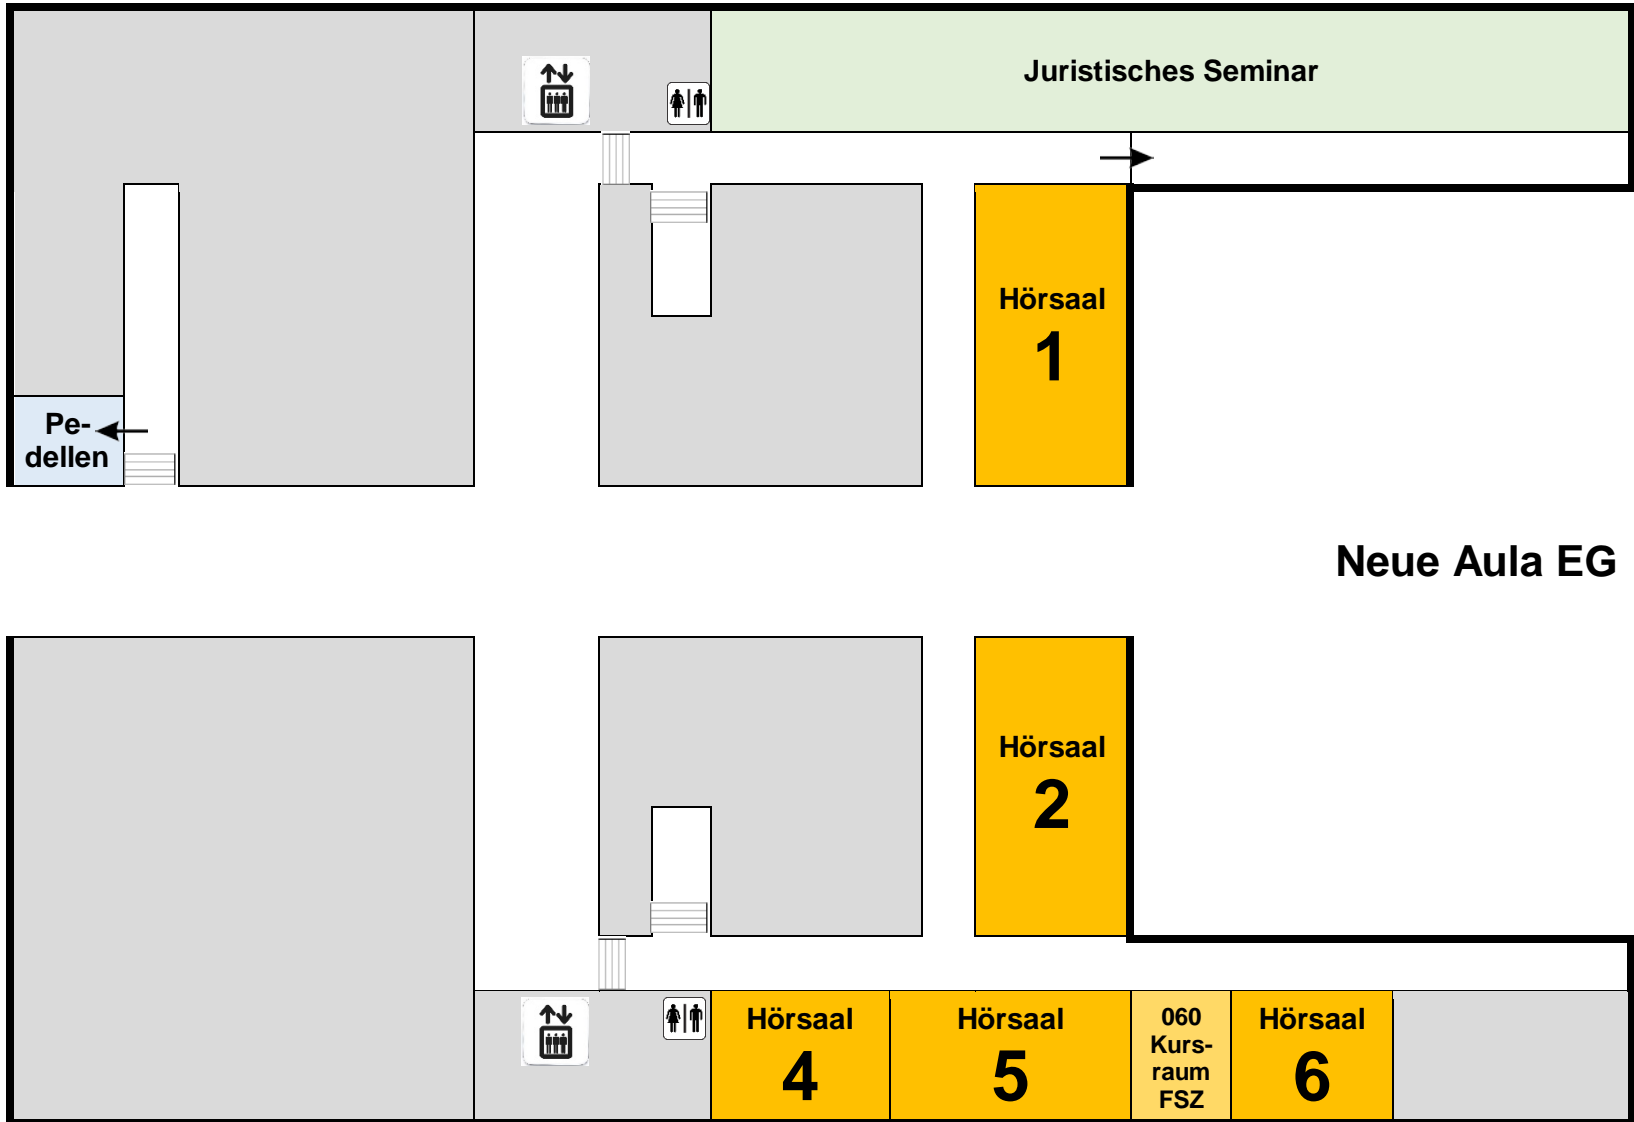 Juristisches Seminar
Hörsaal
1
Pe-
dellen
Neue Aula EG
Hörsaal
2
Hörsaal
4
Hörsaal
5
060
Kurs-
raum
FSZ
Hörsaal
6